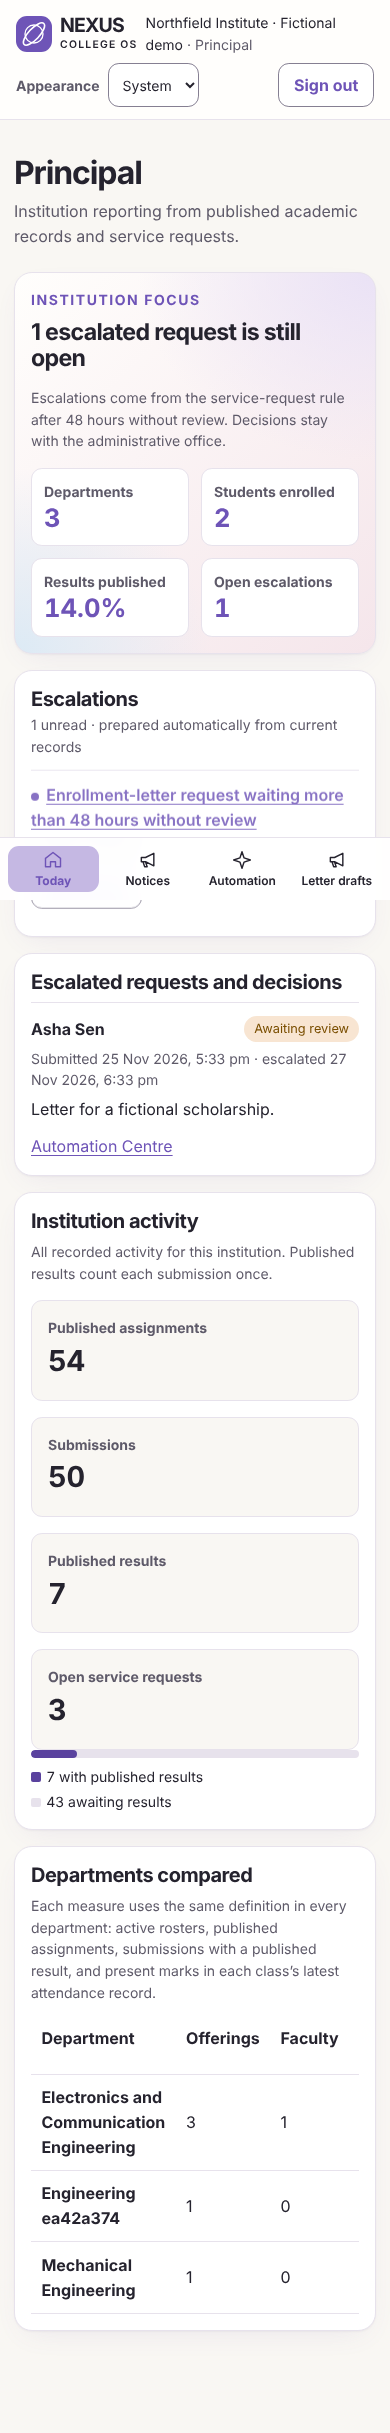 NEXUS
COLLEGE OS
Northfield Institute · Fictional
demo · Principal
Appearance
System
Sign out
Principal
Institution reporting from published academic
records and service requests.
INSTITUTION FOCUS
1 escalated request is still
open
Escalations come from the service-request rule
after 48 hours without review. Decisions stay
with the administrative office.
Departments
3
Students enrolled
2
Results published
14.0%
Open escalations
1
Escalations
1 unread · prepared automatically from current
records
Enrollment-letter request waiting more
than 48 hours without review
Today
Notices
Automation
Letter drafts
Escalated requests and decisions
Asha Sen
Awaiting review
Submitted 25 Nov 2026, 5:33 pm · escalated 27
Nov 2026, 6:33 pm
Letter for a fictional scholarship.
Automation Centre
Institution activity
All recorded activity for this institution. Published
results count each submission once.
Published assignments
54
Submissions
50
Published results
7
Open service requests
3
7 with published results
43 awaiting results
Departments compared
Each measure uses the same definition in every
department: active rosters, published
assignments, submissions with a published
result, and present marks in each class’s latest
attendance record.
Department Offerings Faculty
Electronics and
Communication
Engineering
3 1
Engineering
ea42a374
1 0
Mechanical
Engineering
1 0